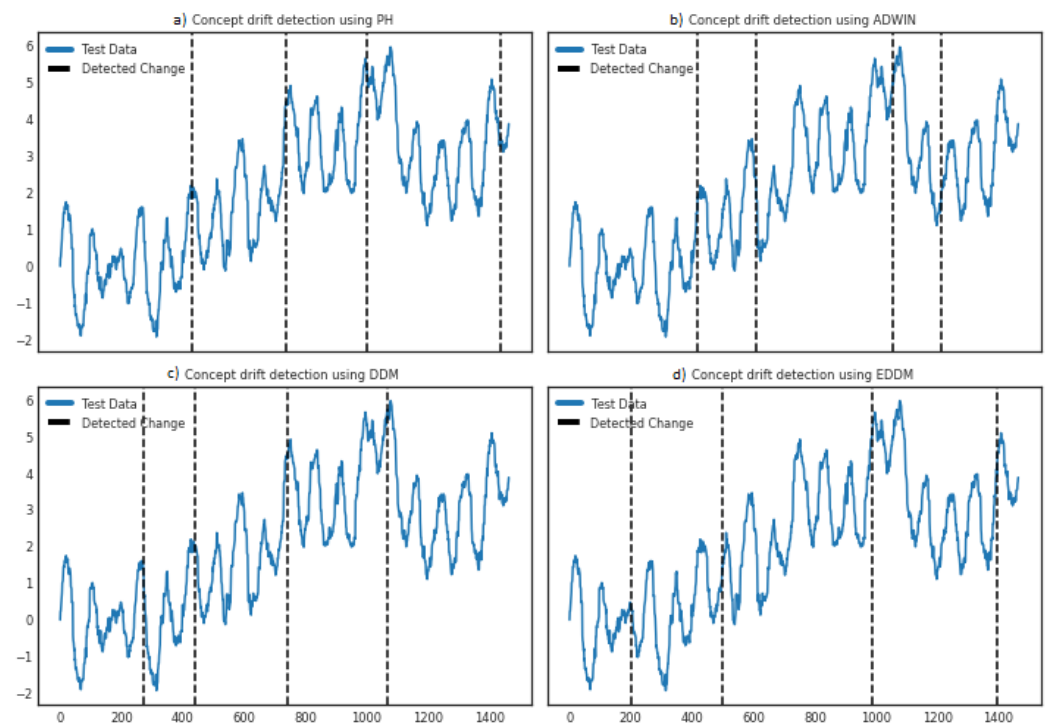 a) Concept drift detection using PH
b) Concept drift detection using ADWIN
6
5
4
3
2
1
0
−1
−2
Test Data
Detected Change
Test Data
Detected Change
c) Concept drift detection using DDM
d) Concept drift detection using EDDM
6
5
4
3
2
1
0
−1
−2
Test Data
Detected Change
Test Data
Detected Change
0 200 400 600 800 1000 1200 1400
0 200 400 600 800 1000 1200 1400